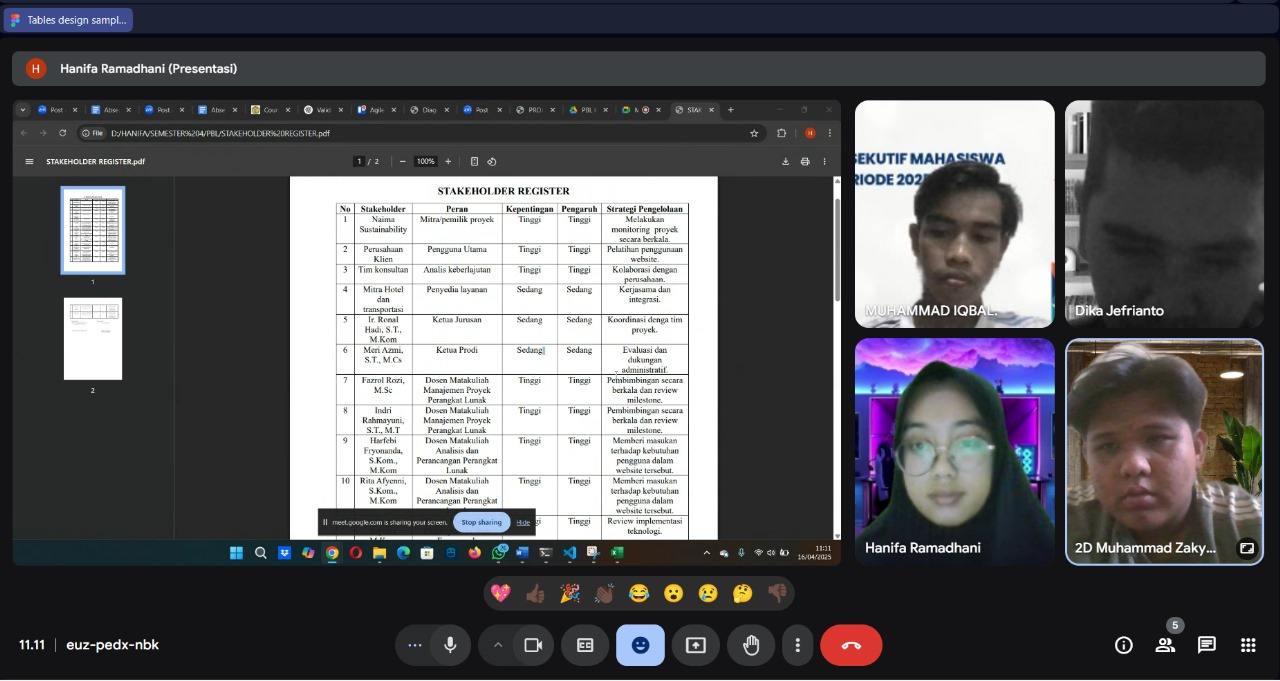 Tables design sampl...
H
Hanifa Ramadhani (Presentasi)
Post
Abse
Post
Abse
Cour
Valid
Agile
Diag
Post
PRO
PBL I
M
STAK
File
D:/HANIFA/SEMESTER%204/PBL/STAKEHOLDER%20REGISTER.pdf
H
STAKEHOLDER REGISTER.pdf
1 / 2
100%
1
2
STAKEHOLDER REGISTER
No Stakeholder Peran Kepentingan Pengaruh Strategi Pengelolaan
1 Naima Mitra/pemilik proyek Tinggi Tinggi Melakukan
Sustainability monitoring proyek
secara berkala.
2 Perusahaan Pengguna Utama Tinggi Tinggi Pelatihan penggunaan
Klien website.
3 Tim konsultan Analis keberlajutan Tinggi Tinggi Kolaborasi dengan
perusahaan.
4 Mitra Hotel Penyedia layanan Sedang Sedang Kerjasama dan
dan integrasi.
transportasi
5 Ir. Ronal Ketua Jurusan Sedang Sedang Koordinasi denga tim
Hadi, S.T., proyek.
M.Kom
6 Meri Azmi, Ketua Prodi Sedang Sedang Evaluasi dan
S.T., M.Cs dukungan
administratif.
7 Fazrol Rozi, Dosen Matakuliah Tinggi Tinggi Pembimbingan secara
M.Sc Manajemen Proyek berkala dan review
Perangkat Lunak milestone.
8 Indri Dosen Matakuliah Tinggi Tinggi Pembimbingan secara
Rahmayuni, Manajemen Proyek berkala dan review
S.T., M.T Perangkat Lunak milestone.
9 Harfebi Dosen Matakuliah Tinggi Tinggi Memberi masukan
Fryonanda, Analisis dan terhadap kebutuhan
S.Kom., Perancangan Perangkat pengguna dalam
M.Kom Lunak website tersebut.
10 Rita Afyenni, Dosen Matakuliah Tinggi Tinggi Memberi masukan
S.Kom., Analisis dan terhadap kebutuhan
M.Kom Perancangan Perangkat pengguna dalam
website tersebut.
Tinggi Review implementasi
teknologi.
meet.google.com is sharing your screen.
Stop sharing
Hide
11:11
16/04/2025
SEKUTIF MAHASISWA
RIODE 202
MUHAMMAD IQBAL.
Dika Jefrianto
Hanifa Ramadhani
2D Muhammad Zaky...
11.11
euz-pedx-nbk
5